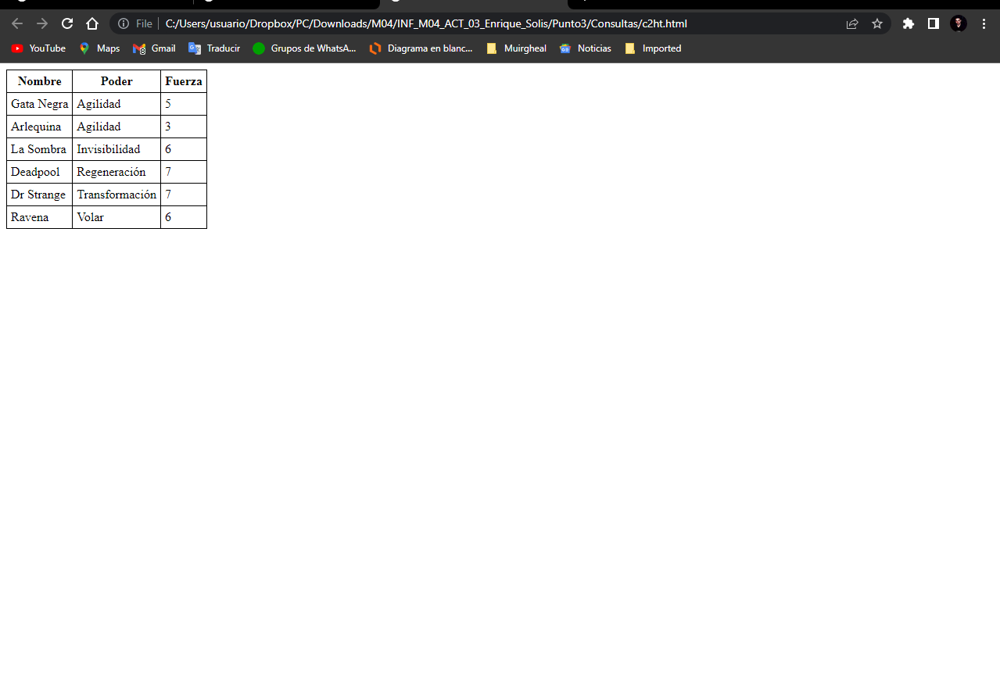 File C:/Users/usuario/Dropbox/PC/Downloads/M04/INF_M04_ACT_03_Enrique_Solis/Punto3/Consultas/c2ht.html
YouTube Maps Gmail Traducir Grupos de WhatsA... Diagrama en blanc... Muirgheal Noticias Imported
Nombre Poder Fuerza
Gata Negra Agilidad 5
Arlequina Agilidad 3
La Sombra Invisibilidad 6
Deadpool Regeneración 7
Dr Strange Transformación 7
Ravena Volar 6